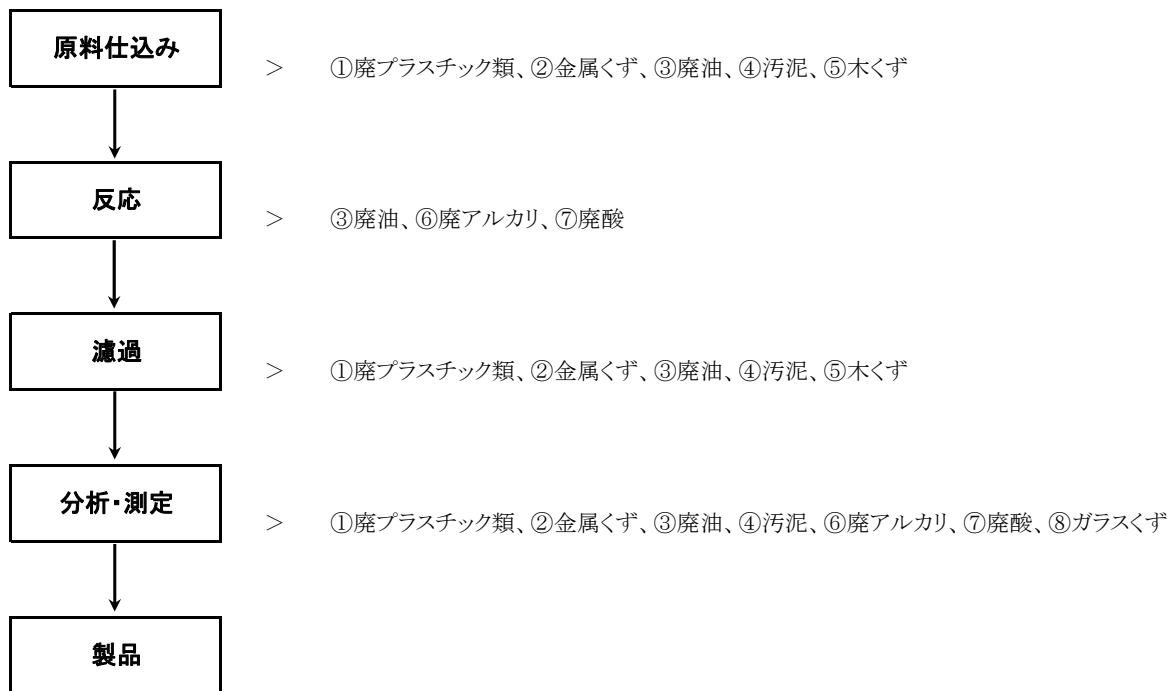 原料仕込み
＞ ①廃プラスチック類、②金属くず、③廃油、④汚泥、⑤木くず
反応
＞ ③廃油、⑥廃アルカリ、⑦廃酸
濾過
＞ ①廃プラスチック類、②金属くず、③廃油、④汚泥、⑤木くず
分析・測定
＞ ①廃プラスチック類、②金属くず、③廃油、④汚泥、⑥廃アルカリ、⑦廃酸、⑧ガラスくず
製品